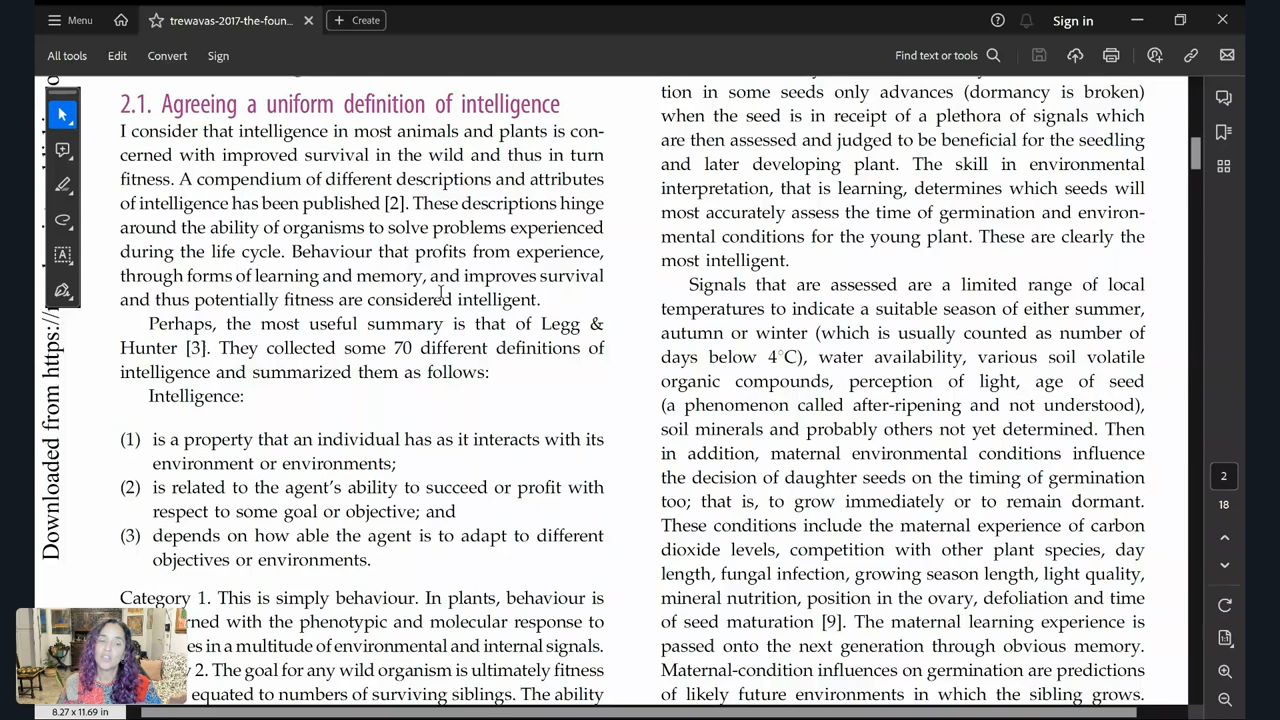 Menu
trewavas-2017-the-foun...
Create
Sign in
All tools
Edit
Convert
Sign
Find text or tools
Downloaded from https://r
2.1. Agreeing a uniform definition of intelligence
I consider that intelligence in most animals and plants is con-
cerned with improved survival in the wild and thus in turn
fitness. A compendium of different descriptions and attributes
of intelligence has been published [2]. These descriptions hinge
around the ability of organisms to solve problems experienced
during the life cycle. Behaviour that profits from experience,
through forms of learning and memory, and improves survival
and thus potentially fitness are considered intelligent.
Perhaps, the most useful summary is that of Legg &
Hunter [3]. They collected some 70 different definitions of
intelligence and summarized them as follows:
Intelligence:
(1) is a property that an individual has as it interacts with its
environment or environments;
(2) is related to the agent's ability to succeed or profit with
respect to some goal or objective; and
(3) depends on how able the agent is to adapt to different
objectives or environments.
Category 1. This is simply behaviour. In plants, behaviour is
rned with the phenotypic and molecular response to
es in a multitude of environmental and internal signals.
y 2. The goal for any wild organism is ultimately fitness
equated to numbers of surviving siblings. The ability
tion in some seeds only advances (dormancy is broken)
when the seed is in receipt of a plethora of signals which
are then assessed and judged to be beneficial for the seedling
and later developing plant. The skill in environmental
interpretation, that is learning, determines which seeds will
most accurately assess the time of germination and environ-
mental conditions for the young plant. These are clearly the
most intelligent.
Signals that are assessed are a limited range of local
temperatures to indicate a suitable season of either summer,
autumn or winter (which is usually counted as number of
days below 4°C), water availability, various soil volatile
organic compounds, perception of light, age of seed
(a phenomenon called after-ripening and not understood),
soil minerals and probably others not yet determined. Then
in addition, maternal environmental conditions influence
the decision of daughter seeds on the timing of germination
too; that is, to grow immediately or to remain dormant.
These conditions include the maternal experience of carbon
dioxide levels, competition with other plant species, day
length, fungal infection, growing season length, light quality,
mineral nutrition, position in the ovary, defoliation and time
of seed maturation [9]. The maternal learning experience is
passed onto the next generation through obvious memory.
Maternal-condition influences on germination are predictions
of likely future environments in which the sibling grows.
2
18
8.27 x 11.69 in